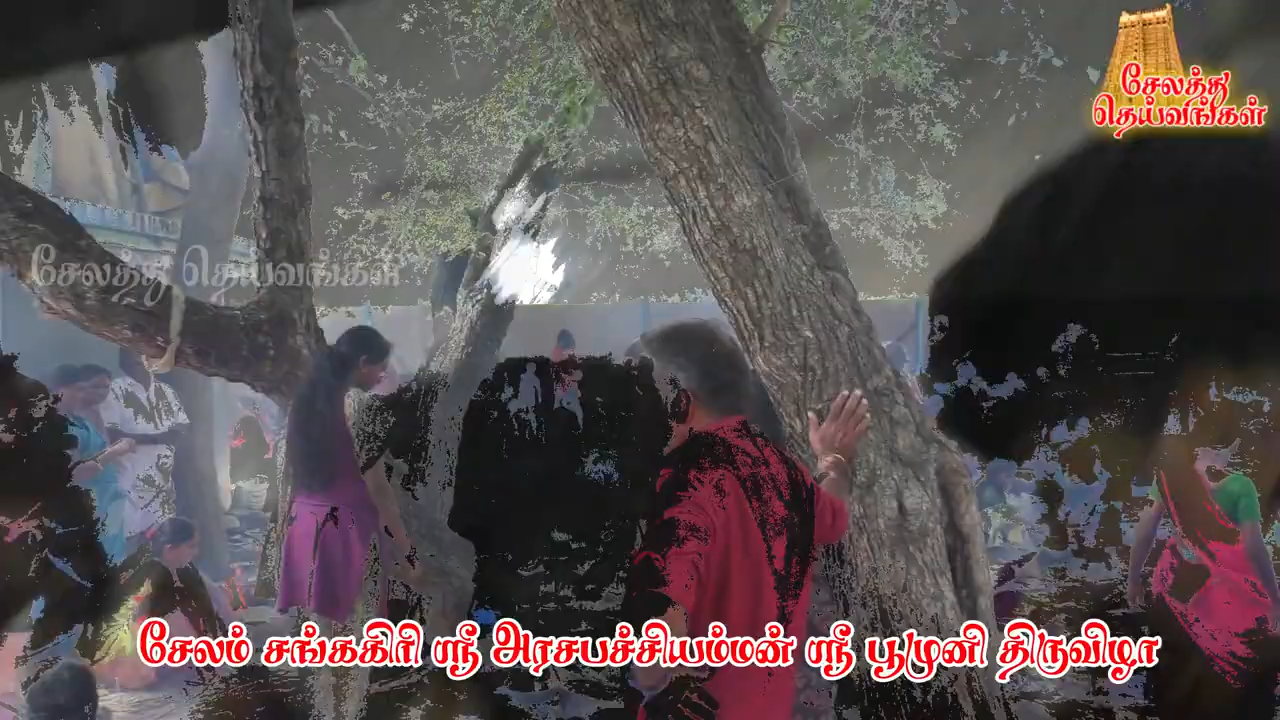 சேலத்து
தெய்வங்கள்
சேலத்து தெய்வங்கள்
சேலம் சங்ககிரி ஸ்ரீ அரசபச்சியம்மன் ஸ்ரீ பூமுனி திருவிழா